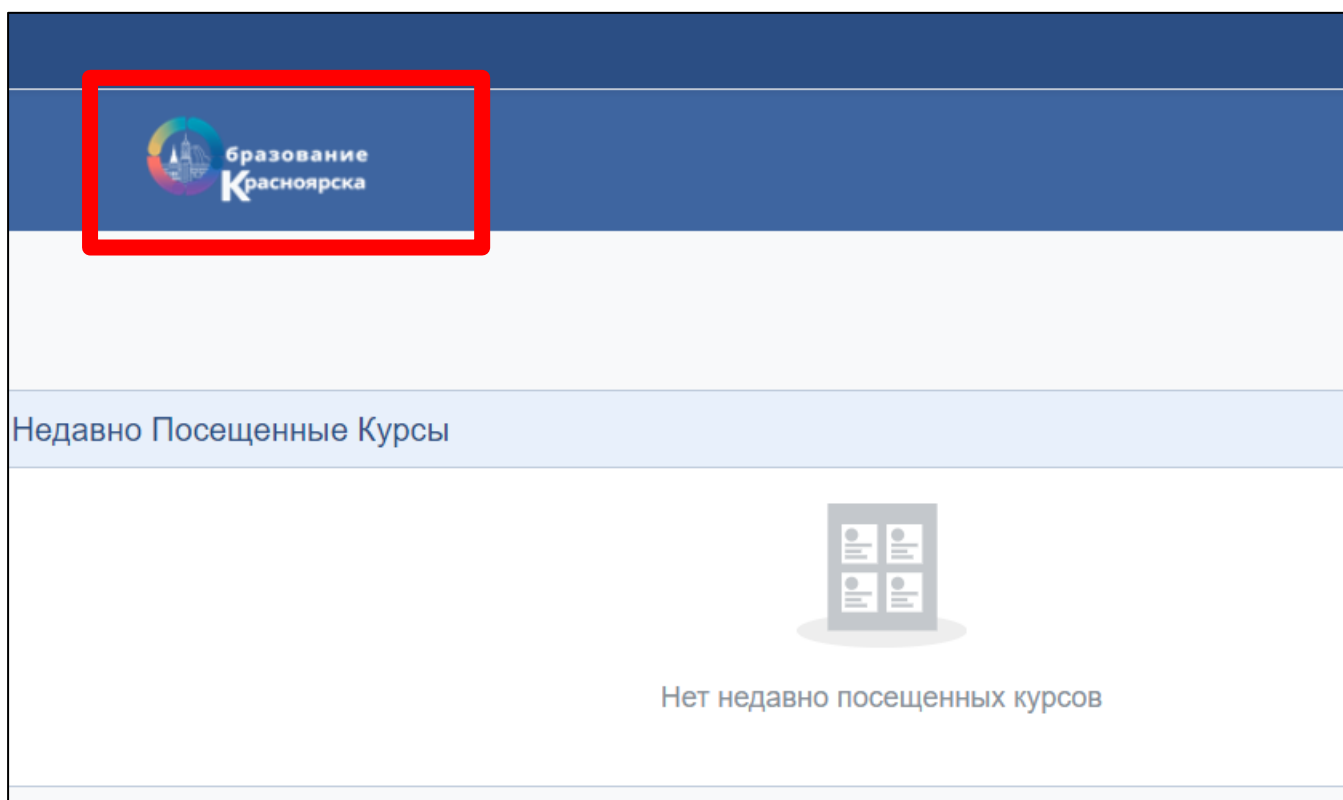 бразование
Красноярска
Недавно Посещенные Курсы
Нет недавно посещенных курсов